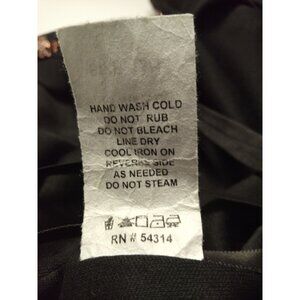 HAND WASH COLD
DO NOT RUB
DO NOT BLEACH
LINE DRY
COOL IRON ON
REVERSE SIDE
AS NEEDED
DO NOT STEAM
RN # 54314